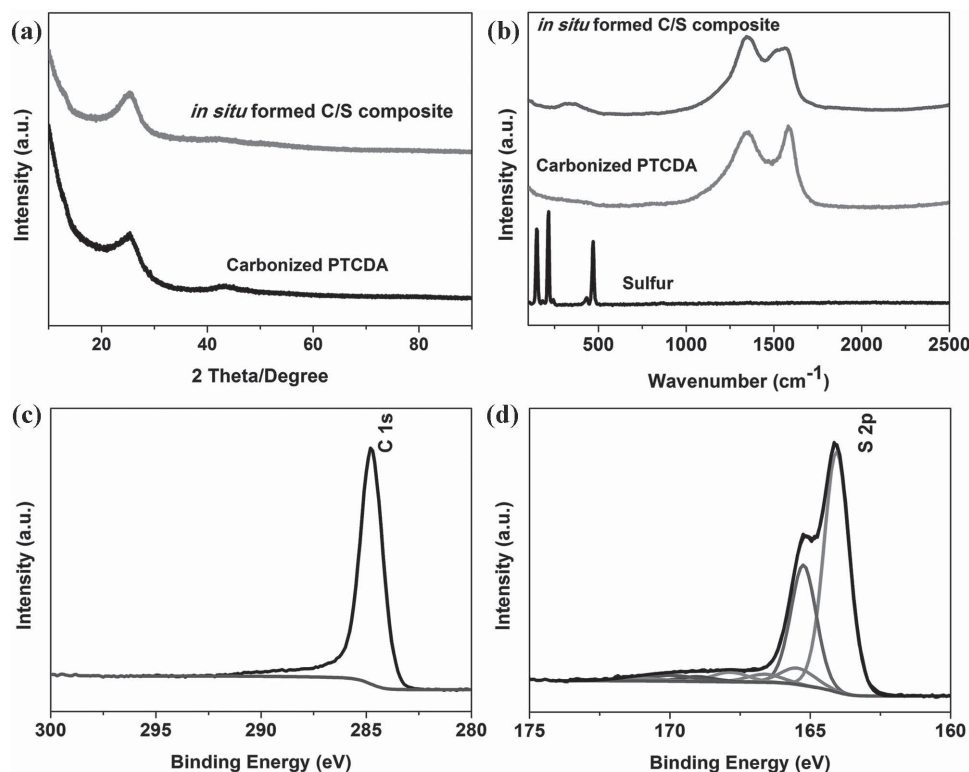 (a)
in situ formed C/S composite
Carbonized PTCDA
Intensity (a.u.)
20 40 60 80
2 Theta/Degree
(b)
in situ formed C/S composite
Carbonized PTCDA
Sulfur
Intensity (a.u.)
500 1000 1500 2000 2500
Wavenumber (cm-1)
(c)
C 1s
Intensity (a.u.)
300 295 290 285 280
Binding Energy (eV)
(d)
S 2p
Intensity (a.u.)
175 170 165 160
Binding Energy (eV)